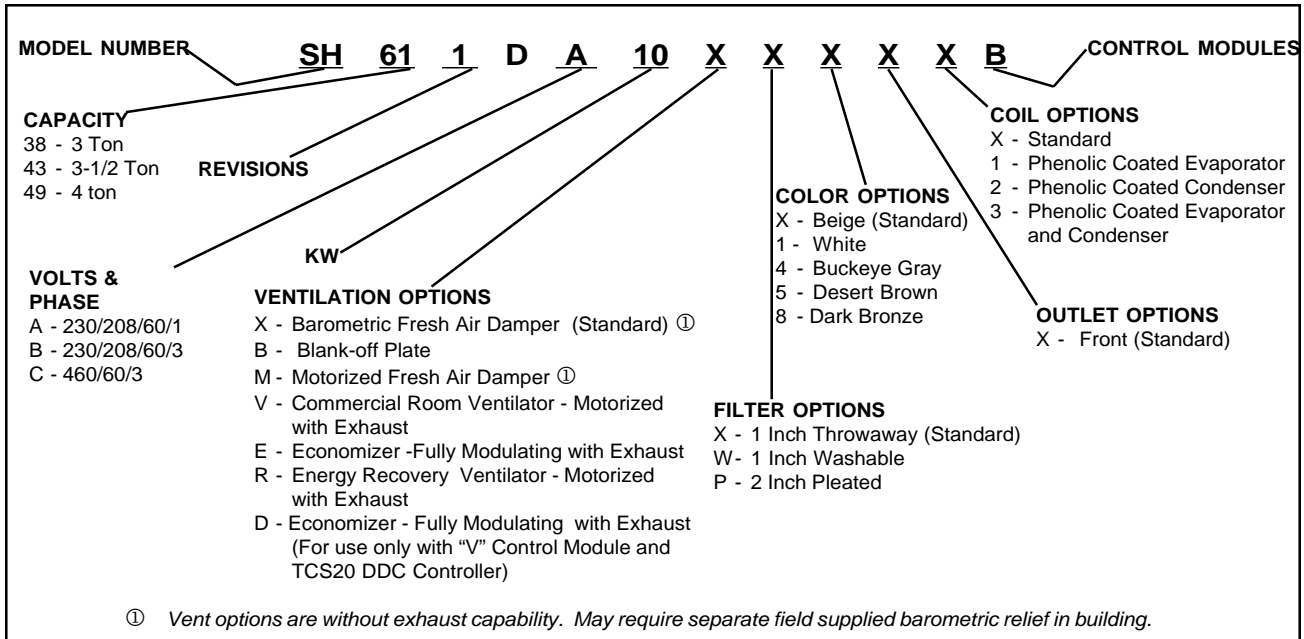 MODEL NUMBER
SH 61 1 D A 10 X X X X X B
CONTROL MODULES
CAPACITY
38 - 3 Ton
43 - 3-1/2 Ton
49 - 4 ton
REVISIONS
VOLTS &
PHASE
A - 230/208/60/1
B - 230/208/60/3
C - 460/60/3
KW
VENTILATION OPTIONS
X - Barometric Fresh Air Damper (Standard) ①
B - Blank-off Plate
M - Motorized Fresh Air Damper ①
V - Commercial Room Ventilator - Motorized
with Exhaust
E - Economizer -Fully Modulating with Exhaust
R - Energy Recovery Ventilator - Motorized
with Exhaust
D - Economizer - Fully Modulating with Exhaust
(For use only with “V” Control Module and
TCS20 DDC Controller)
FILTER OPTIONS
X - 1 Inch Throwaway (Standard)
W- 1 Inch Washable
P - 2 Inch Pleated
COLOR OPTIONS
X - Beige (Standard)
1 - White
4 - Buckeye Gray
5 - Desert Brown
8 - Dark Bronze
OUTLET OPTIONS
X - Front (Standard)
COIL OPTIONS
X - Standard
1 - Phenolic Coated Evaporator
2 - Phenolic Coated Condenser
3 - Phenolic Coated Evaporator
and Condenser
① Vent options are without exhaust capability. May require separate field supplied barometric relief in building.